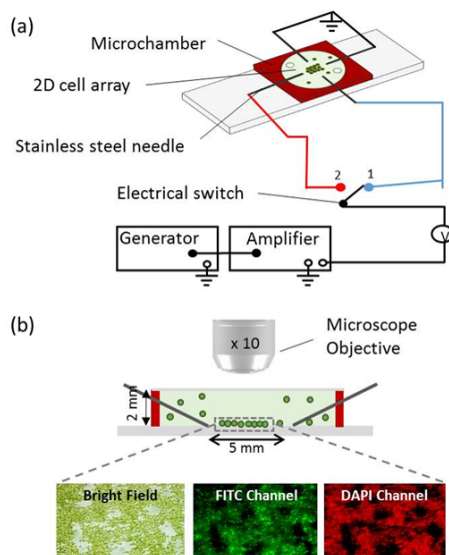 (a)
Microchamber
2D cell array
Stainless steel needle
2 1
Electrical switch
Generator
Amplifier
V
(b)
x 10
Microscope
Objective
2 mm
5 mm
Bright Field
FITC Channel
DAPI Channel